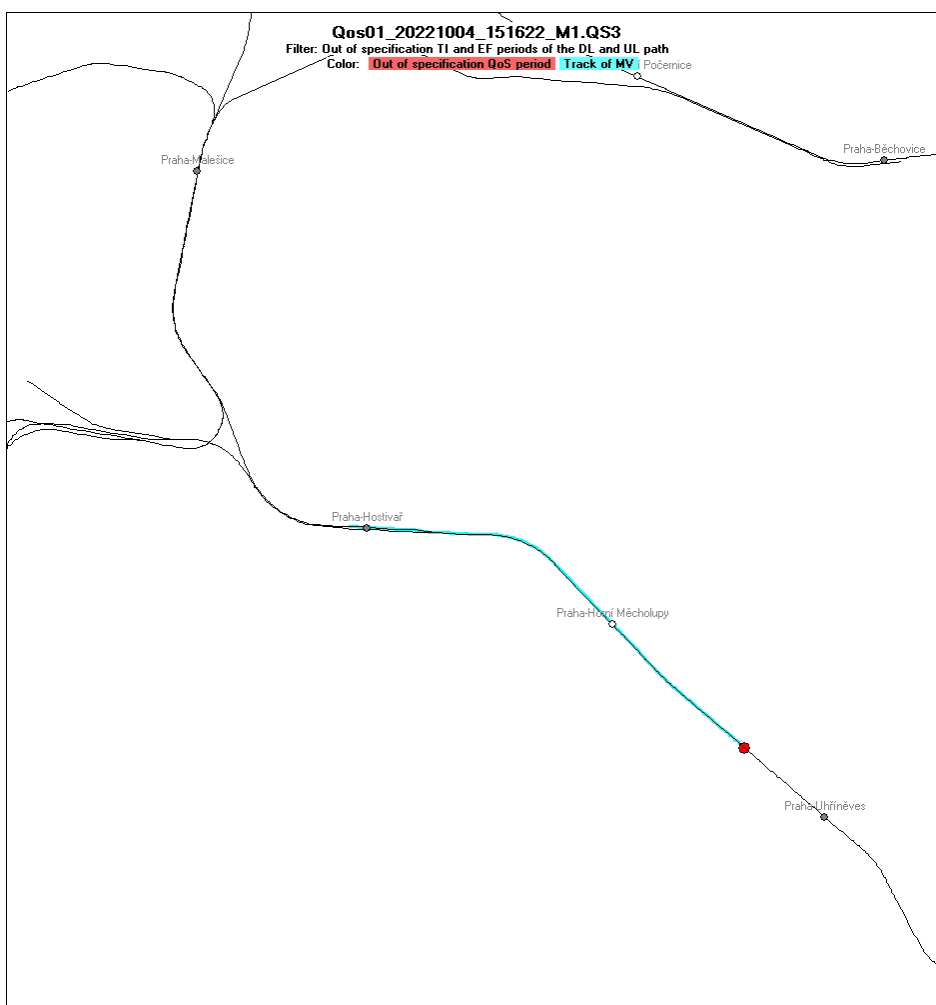 Qos01_20221004_151622_M1.QS3
Filter: Out of specification TI and EF periods of the DL and UL path
Color: Out of specification QoS period Track of MV
Počernice
Praha-Běchovice
Praha-Malešice
Praha-Hostivař
Praha-Horní Měcholupy
Praha-Uhříněves